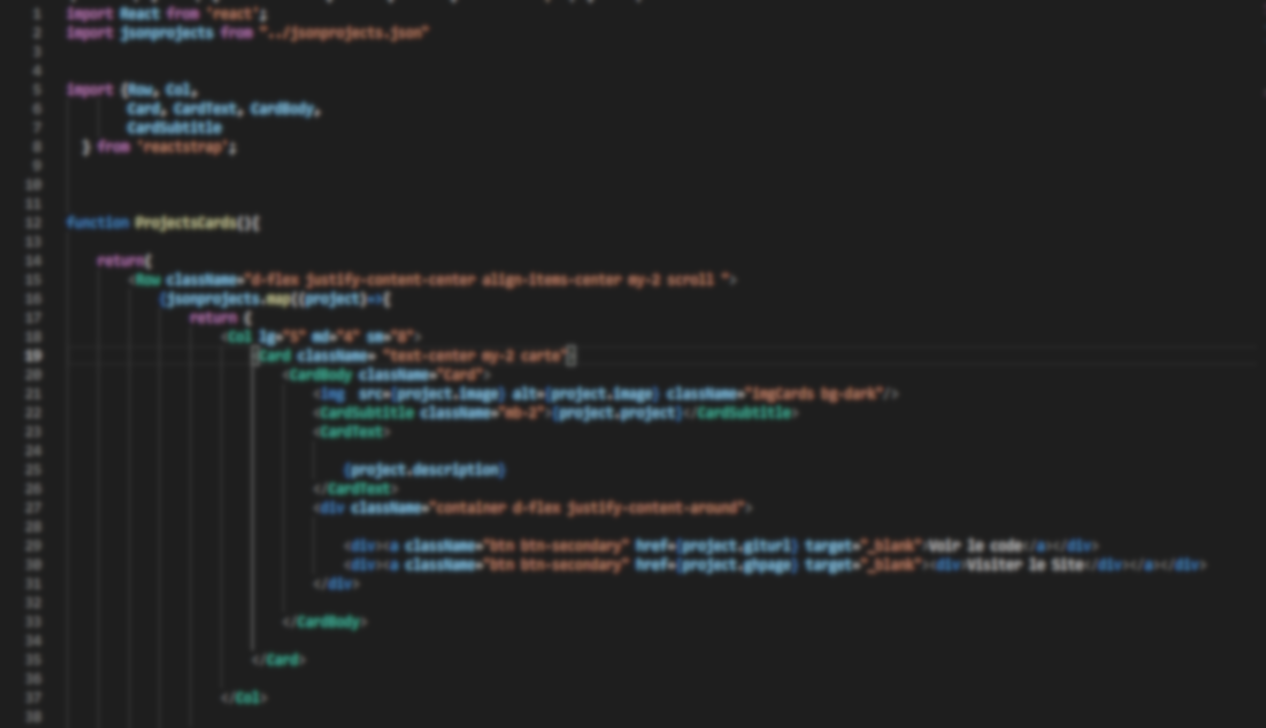 1 import React from 'react';
2 import jsonprojects from "../jsonprojects.json"
3
4
5 import {Row, Col,
6 Card, CardText, CardBody,
7 CardSubtitle
8 } from 'reactstrap';
9
10
11
12 function ProjectsCards(){
13
14 return(
15 <Row className="d-flex justify-content-center align-items-center my-2 scroll ">
16 {jsonprojects.map((project)=>{
17 return (
18 <Col lg= md="4" sm=>
19 <Card className= "text-center my-2 carte">
20 <CardBody className="Card">
21 <img src={project.image} alt={project.image} className="imgCards bg-dark"/>
22 <CardSubtitle className="mb-2">{project.project}</CardSubtitle>
23 <CardText>
24
25 {project.description}
26 </CardText>
27 <div className="container d-flex justify-content-around">
28
29 <div><a className="btn btn-secondary" href={project.giturl} target="_blank">Voir le code</a></div>
30 <div><a className="btn btn-secondary" href={project.ghpage} target="_blank"><div>Visiter le Site</div></a></div>
31 </div>
32
33 </CardBody>
34
35 </Card>
36
37 </Col>
38